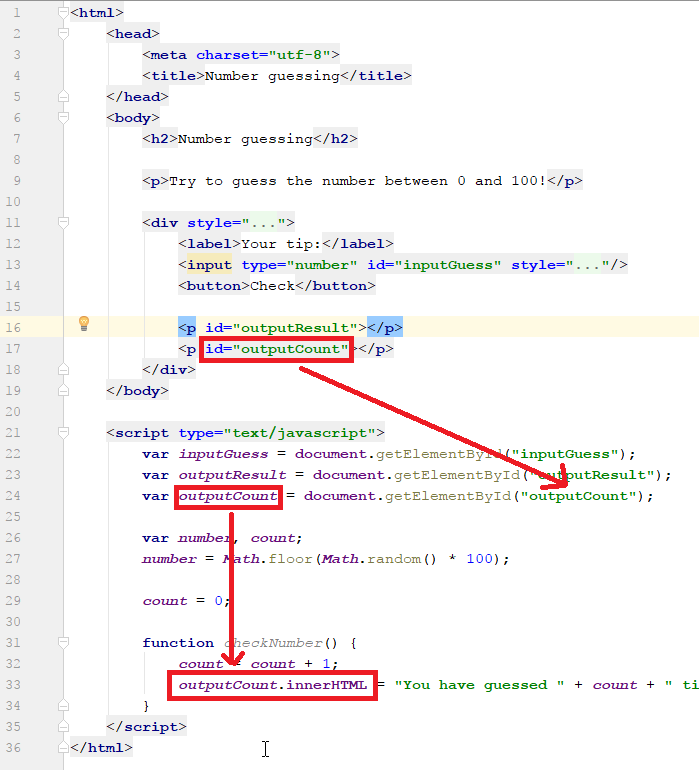 1 <html>
2 <head>
3 <meta charset="utf-8">
4 <title>Number guessing</title>
5 </head>
6 <body>
7 <h2>Number guessing</h2>
8
9 <p>Try to guess the number between 0 and 100!</p>
10
11 <div style="...">
12 <label>Your tip:</label>
13 <input type="number" id="inputGuess" style="..."/>
14 <button>Check</button>
15
16 <p id="outputResult"></p>
17 <p id="outputCount"></p>
18 </div>
19 </body>
20
21 <script type="text/javascript">
22 var inputGuess = document.getElementById("inputGuess");
23 var outputResult = document.getElementById("outputResult");
24 var outputCount = document.getElementById("outputCount");
25
26 var number, count;
27 number = Math.floor(Math.random() * 100);
28
29 count = 0;
30
31 function checkNumber() {
32 count = count + 1;
33 outputCount.innerHTML = "You have guessed " + count + " ti
34 }
35 </script>
36 </html>